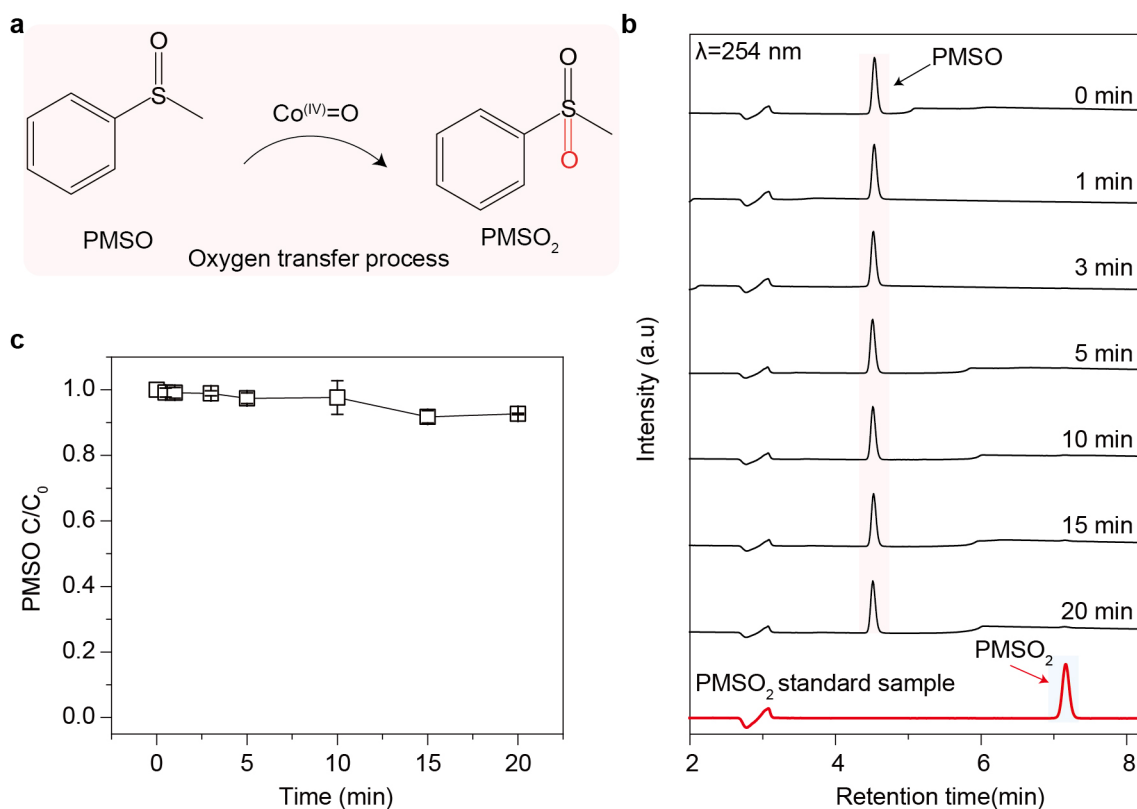 a
O
S
Co(IV)=O
O
S
O
PMSO
PMSO2
Oxygen transfer process
b
λ=254 nm
PMSO
0 min
1 min
3 min
5 min
10 min
15 min
20 min
PMSO2
PMSO2 standard sample
Intensity (a.u)
2 4 6 8
Retention time(min)
c
1.0
0.8
0.6
0.4
0.2
0.0
PMSO C/C0
0 5 10 15 20
Time (min)